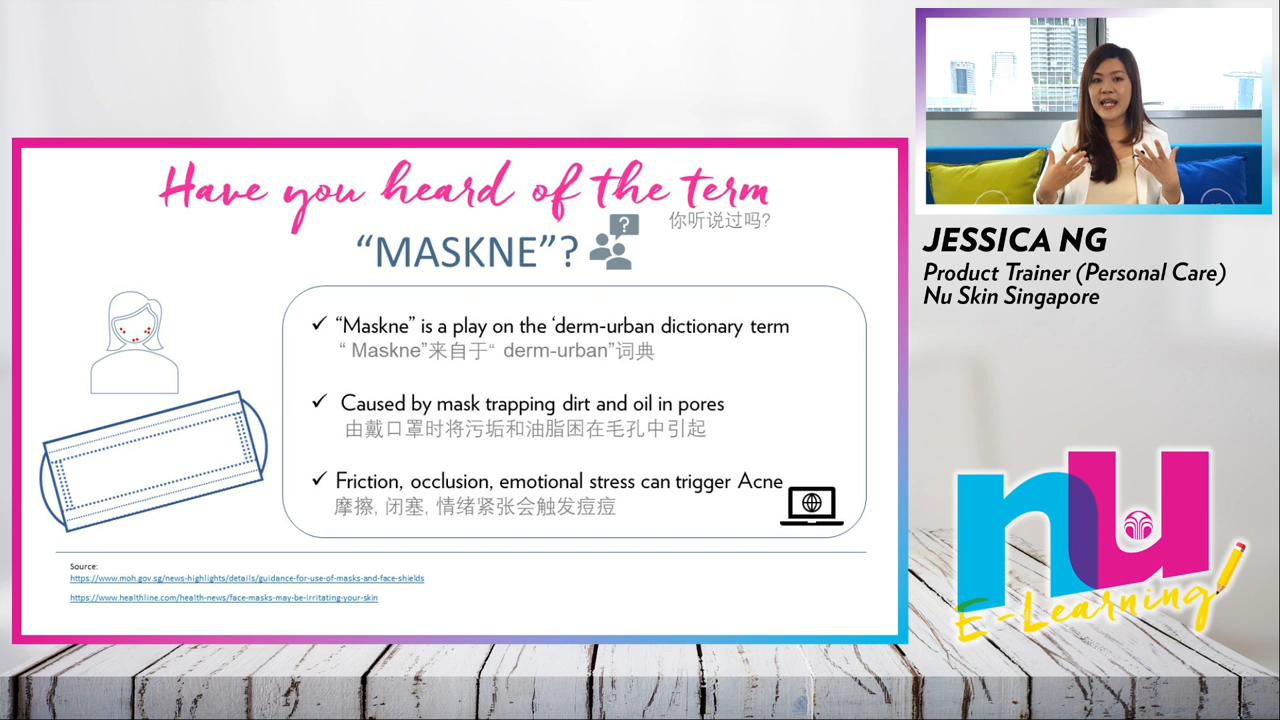 Have you heard of the term
你听说过吗?
“MASKNE”?
?
✓ “Maskne” is a play on the ‘derm-urban dictionary term
“ Maskne”来自于“ derm-urban”词典
✓ Caused by mask trapping dirt and oil in pores
由戴口罩时将污垢和油脂困在毛孔中引起
✓ Friction, occlusion, emotional stress can trigger Acne
摩擦, 闭塞, 情绪紧张会触发痘痘
Source:
https://www.moh.gov.sg/news-highlights/details/guidance-for-use-of-masks-and-face-shields
https://www.healthline.com/health-news/face-masks-may-be-irritating-your-skin
JESSICA NG
Product Trainer (Personal Care)
Nu Skin Singapore
nu
E-Learning